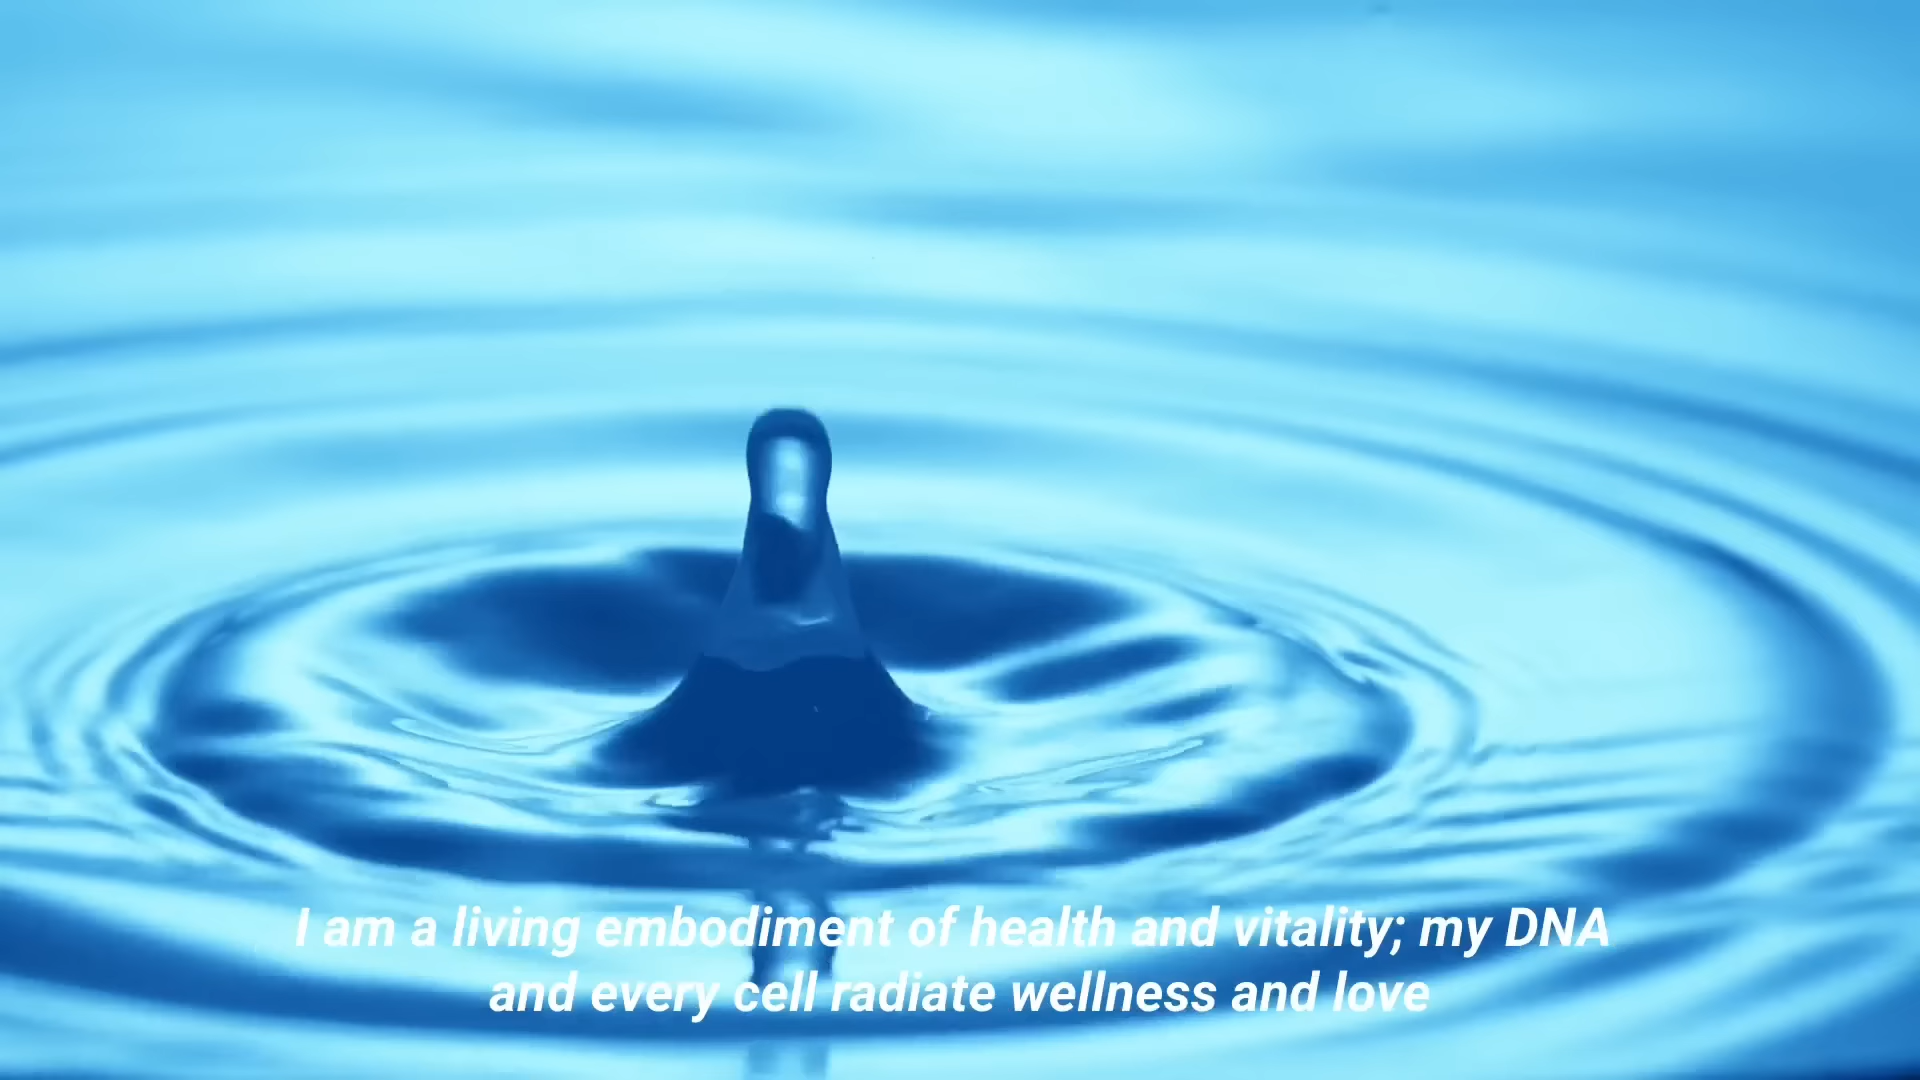 I am a living embodiment of health and vitality; my DNA
and every cell radiate wellness and love